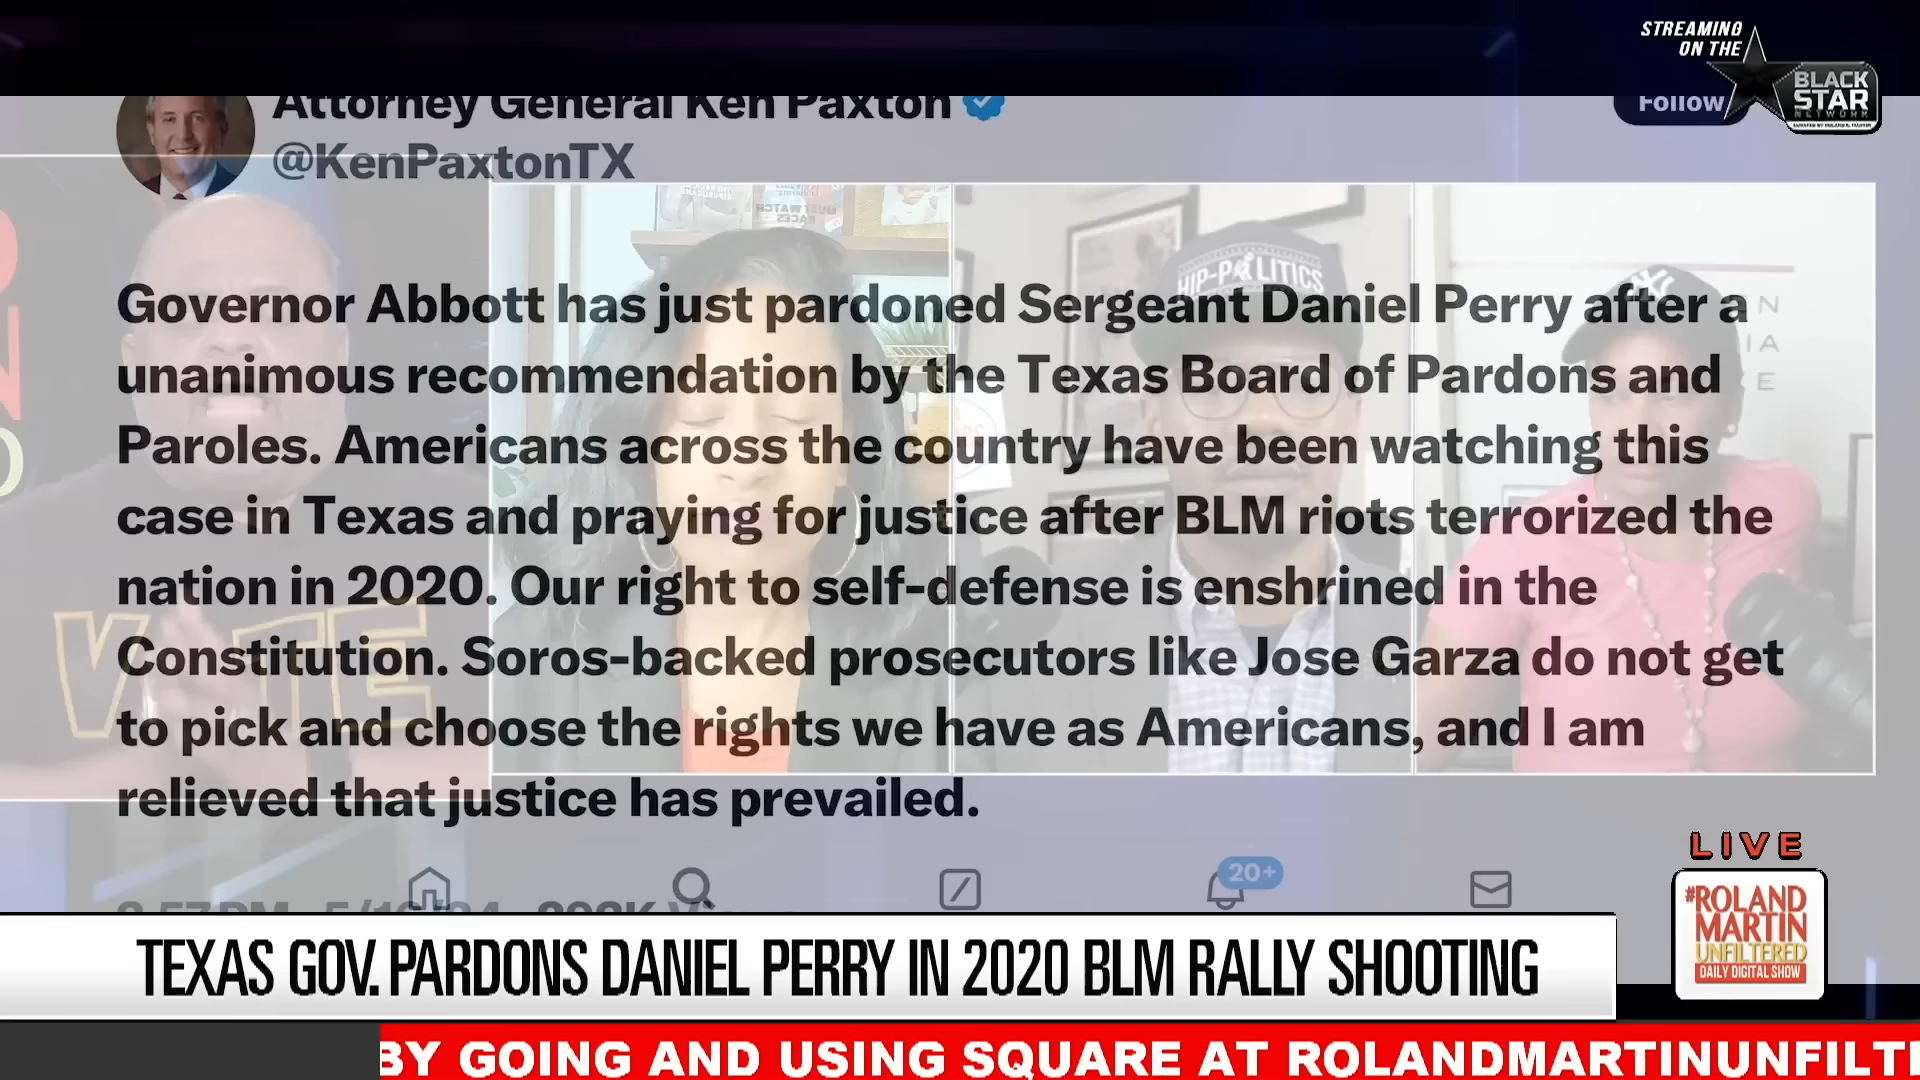 STREAMING
ON THE
BLACK
STAR
NETWORK
Attorney General Ken Paxton
Follow
@KenPaxtonTX
MUST WATCH
RACES
HIP-POLITICS
NY
Governor Abbott has just pardoned Sergeant Daniel Perry after a
unanimous recommendation by the Texas Board of Pardons and
Paroles. Americans across the country have been watching this
case in Texas and praying for justice after BLM riots terrorized the
nation in 2020. Our right to self-defense is enshrined in the
Constitution. Soros-backed prosecutors like Jose Garza do not get
to pick and choose the rights we have as Americans, and I am
relieved that justice has prevailed.
VOTE
20+
LIVE
#ROLAND
MARTIN
UNFILTERED
DAILY DIGITAL SHOW
TEXAS GOV. PARDONS DANIEL PERRY IN 2020 BLM RALLY SHOOTING
BY GOING AND USING SQUARE AT ROLANDMARTINUNFILT